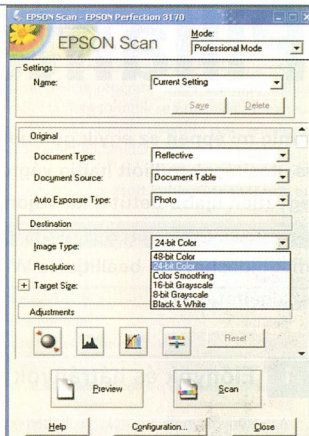 EPSON Scan - EPSON Perfection 3170
EPSON Scan
Mode:
Professional Mode
Settings
Name:
Current Setting
Save
Delete
Original
Document Type:
Reflective
Document Source:
Document Table
Auto Exposure Type:
Photo
Destination
Image Type:
24-bit Color
48-bit Color
24-bit Color
Color Smoothing
16-bit Grayscale
8-bit Grayscale
Black & White
Resolution:
Target Size:
Adjustments
Reset
Preview
Scan
Help
Configuration...
Close